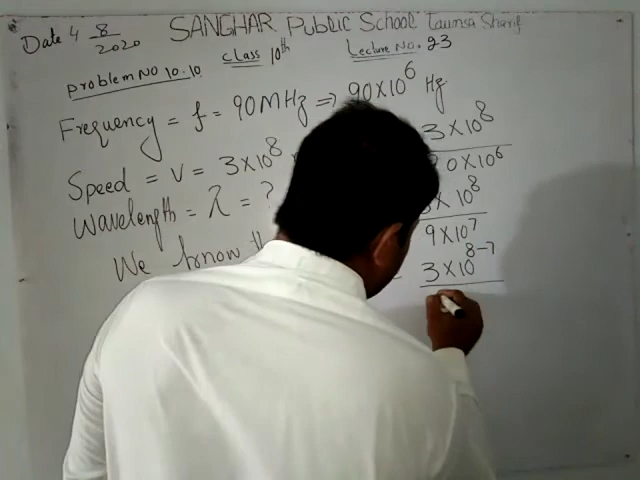 Date 4 8/2020 SANGHAR Public School Taunsa Sharif
Class 10th Lecture No. 23
Problem No 10.10
Frequency = f = 90MHz ⇒ 90×10⁶ Hz
Speed = v = 3×10⁸
Wavelength = λ = ?
We know
3×10⁸
0×10⁶
×10⁸
9×10⁷
3×10⁸⁻⁷